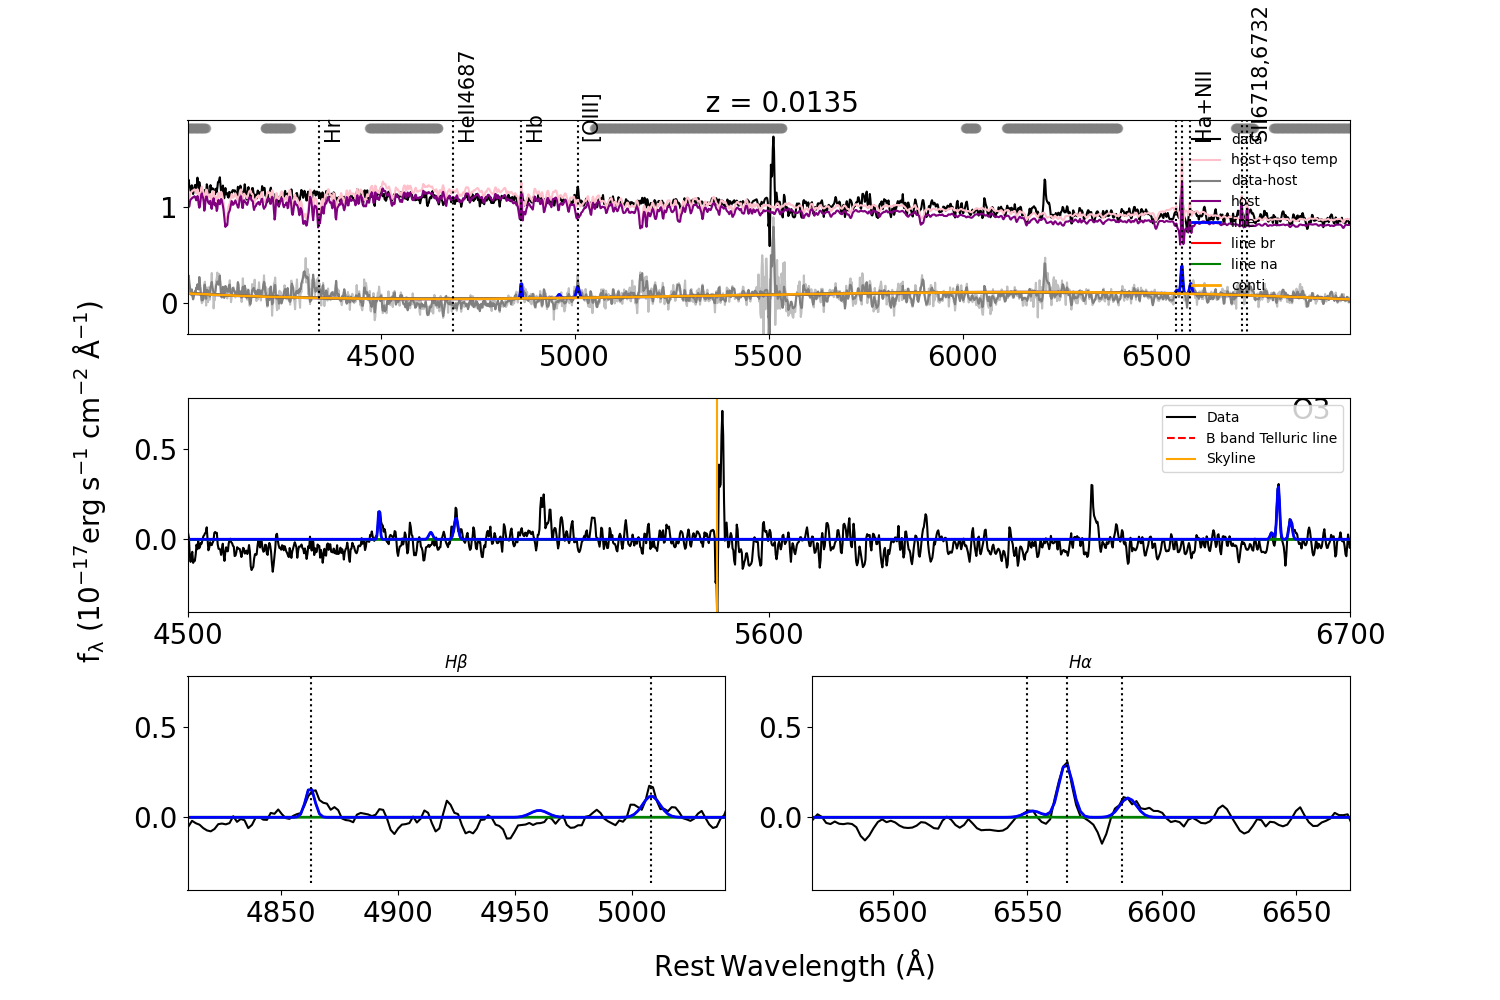 z = 0.0135
Hr
HeII4687
Hb
[OIII]
Ha+NII
SII6718,6732
data
host+qso temp
data-host
host
line
line br
line na
conti
1
0
4500
5000
5500
6000
6500
O3
Data
B band Telluric line
Skyline
0.5
0.0
4500
5600
6700
fλ (10⁻¹⁷erg s⁻¹ cm⁻² Å⁻¹)
Hβ
0.5
0.0
4850
4900
4950
5000
Hα
0.5
0.0
6500
6550
6600
6650
Rest Wavelength (Å)